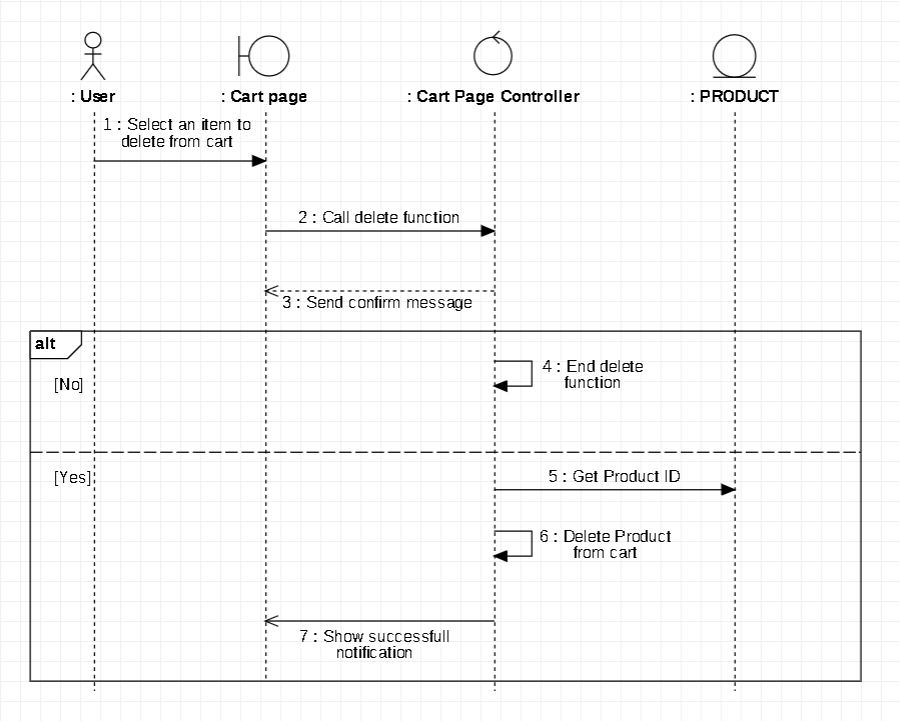 : User
: Cart page
: Cart Page Controller
: PRODUCT
1 : Select an item to
delete from cart
2 : Call delete function
3 : Send confirm message
alt
[No]
4 : End delete
function
[Yes]
5 : Get Product ID
6 : Delete Product
from cart
7 : Show successfull
notification